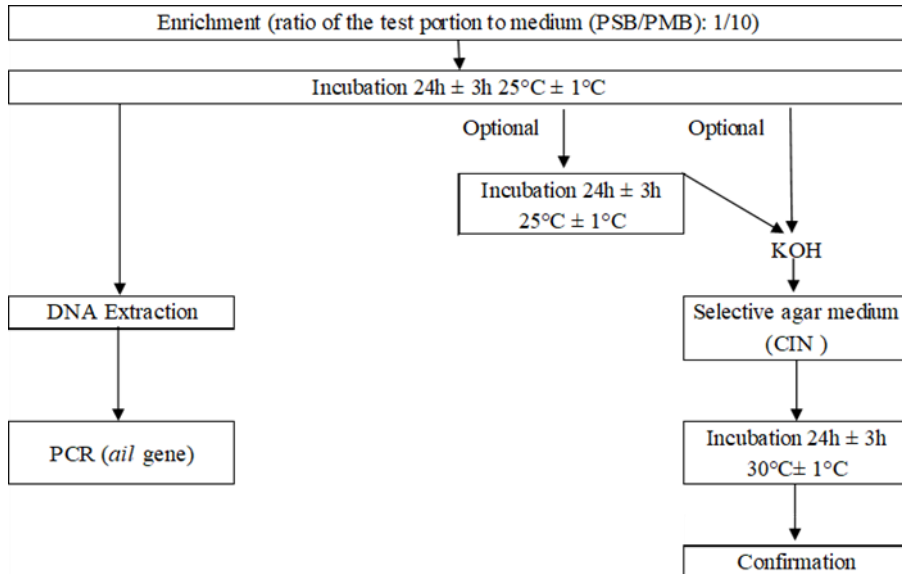 Enrichment (ratio of the test portion to medium (PSB/PMB): 1/10)
Incubation 24h ± 3h 25°C ± 1°C
Optional
Optional
Incubation 24h ± 3h
25°C ± 1°C
KOH
DNA Extraction
Selective agar medium
(CIN )
PCR (ail gene)
Incubation 24h ± 3h
30°C± 1°C
Confirmation